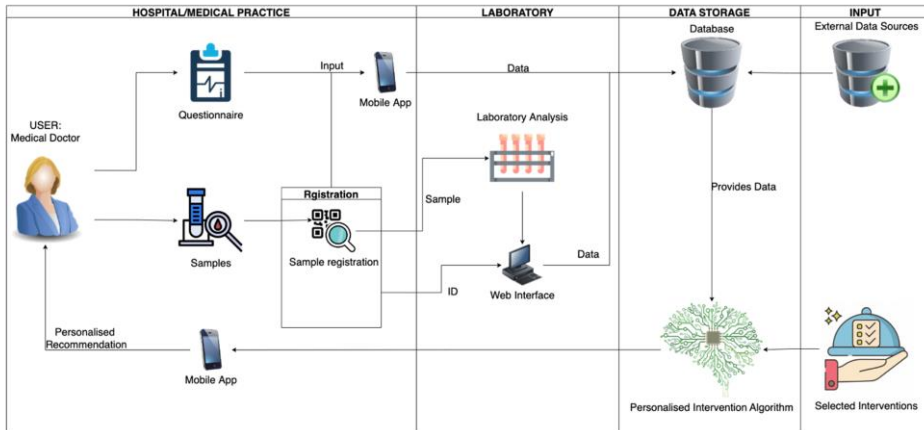 HOSPITAL/MEDICAL PRACTICE
LABORATORY
DATA STORAGE
INPUT
Database
External Data Sources
Input
Data
Mobile App
Questionnaire
Laboratory Analysis
USER:
Medical Doctor
Rgistration
Sample
Provides Data
Samples
Sample registration
Data
ID
Web Interface
Personalised
Recommendation
Mobile App
Personalised Intervention Algorithm
Selected Interventions